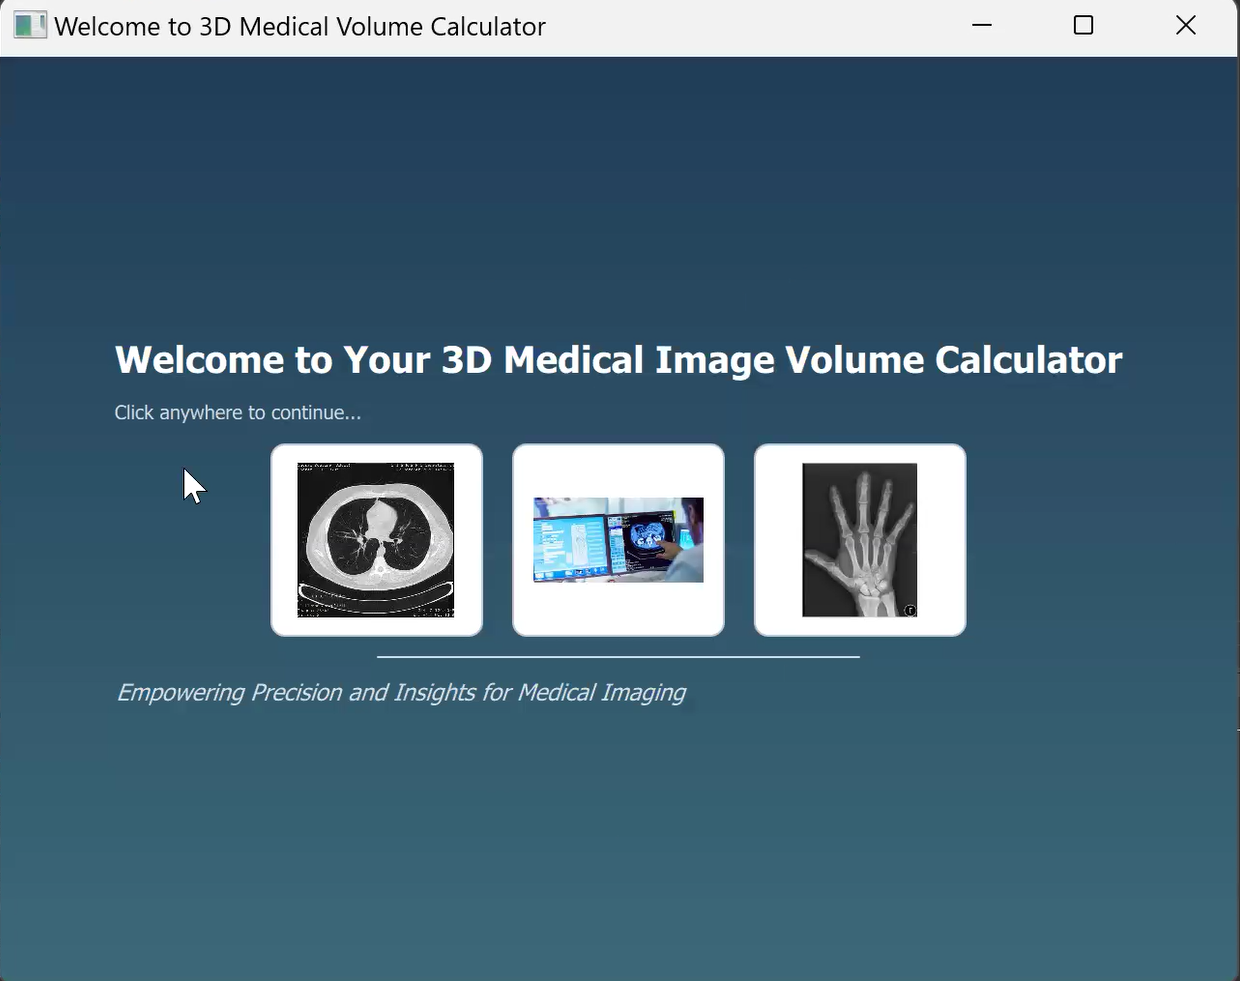 Welcome to 3D Medical Volume Calculator
Welcome to Your 3D Medical Image Volume Calculator
Click anywhere to continue...
Empowering Precision and Insights for Medical Imaging